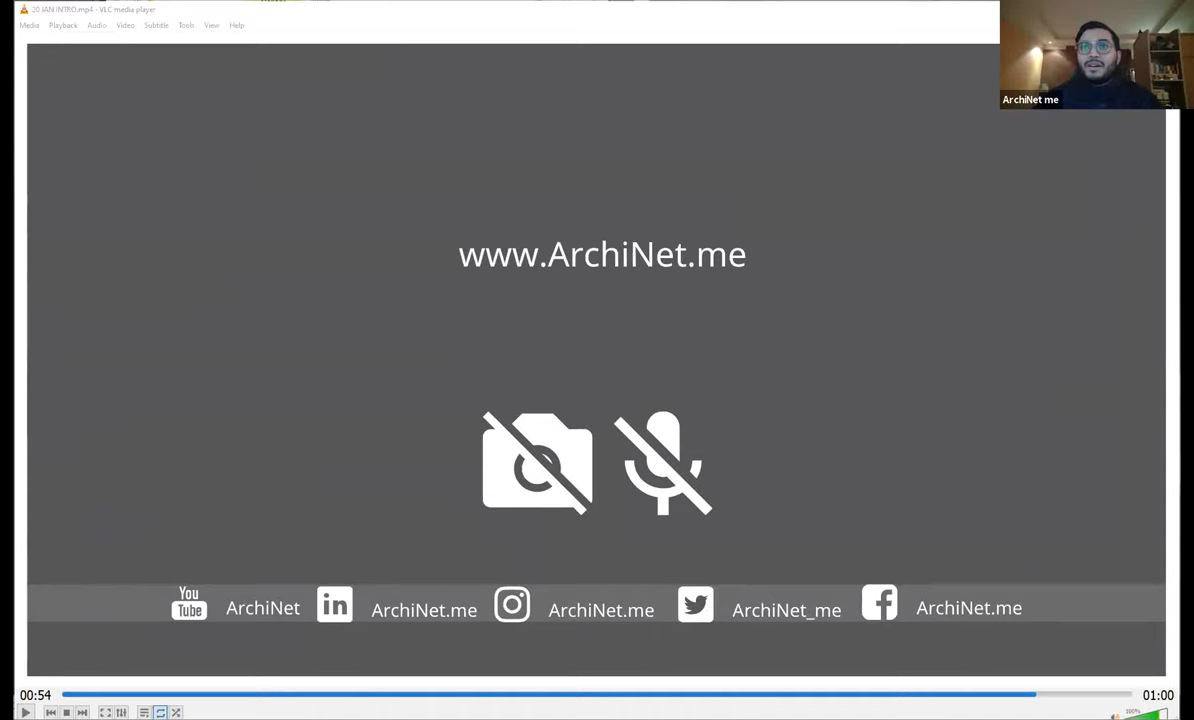 20 JAN INTRO.mp4 - VLC media player
Media Playback Audio Video Subtitle Tools View Help
ArchiNet me
www.ArchiNet.me
You Tube ArchiNet in ArchiNet.me ArchiNet.me ArchiNet_me f ArchiNet.me
00:54 01:00
100%